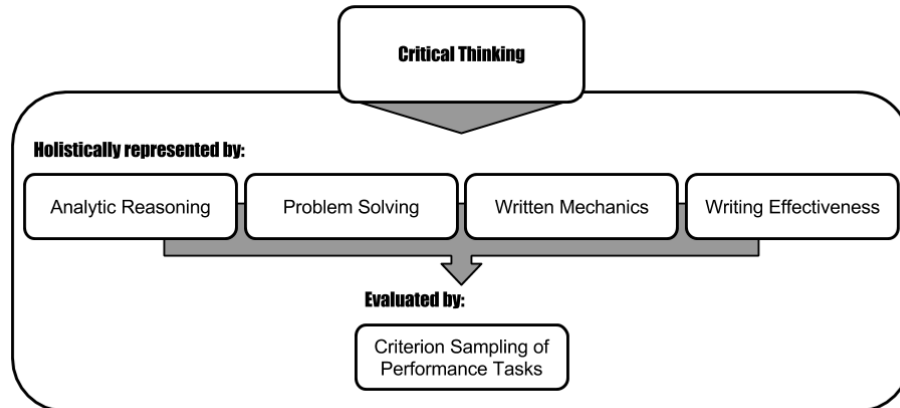 Critical Thinking
Holistically represented by:
Analytic Reasoning
Problem Solving
Written Mechanics
Writing Effectiveness
Evaluated by:
Criterion Sampling of
Performance Tasks